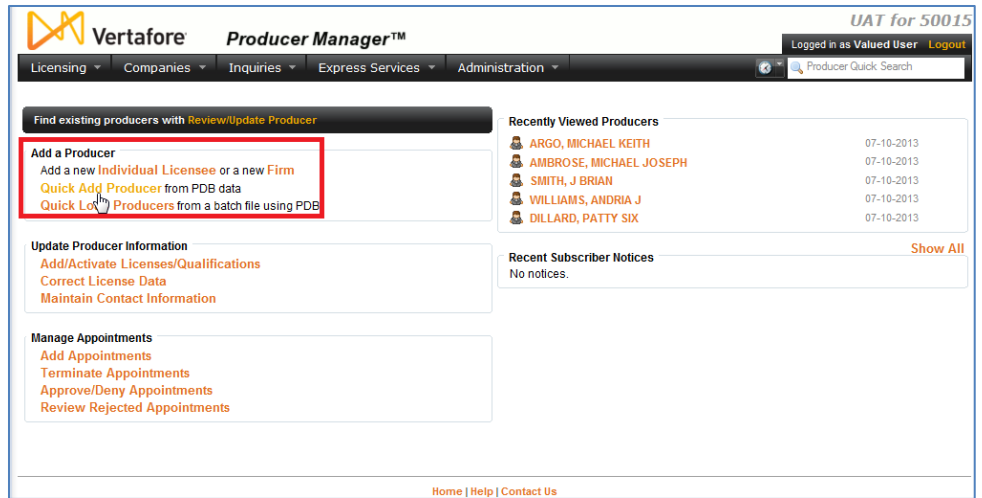 UAT for 50015
Vertafore Producer Manager™
Logged in as Valued User Logout
Licensing Companies Inquiries Express Services Administration
Producer Quick Search
Find existing producers with Review/Update Producer
Add a Producer
Add a new Individual Licensee or a new Firm
Quick Add Producer from PDB data
Quick Lo Producers from a batch file using PDB
Update Producer Information
Add/Activate Licenses/Qualifications
Correct License Data
Maintain Contact Information
Manage Appointments
Add Appointments
Terminate Appointments
Approve/Deny Appointments
Review Rejected Appointments
Recently Viewed Producers
ARGO, MICHAEL KEITH 07-10-2013
AMBROSE, MICHAEL JOSEPH 07-10-2013
SMITH, J BRIAN 07-10-2013
WILLIAMS, ANDRIA J 07-10-2013
DILLARD, PATTY SIX 07-10-2013
Show All
Recent Subscriber Notices
No notices.
Home | Help | Contact Us